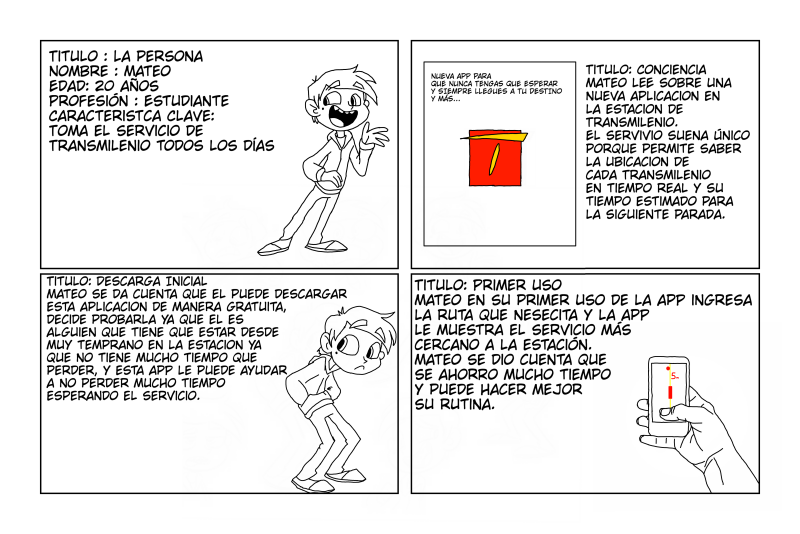 TITULO : LA PERSONA
NOMBRE : MATEO
EDAD: 20 AÑOS
PROFESIÓN : ESTUDIANTE
CARACTERISTCA CLAVE:
TOMA EL SERVICIO DE
TRANSMILENIO TODOS LOS DÍAS
NUEVA APP PARA
QUE NUNCA TENGAS QUE ESPERAR
Y SIEMPRE LLEGUES A TU DESTINO
Y MÁS...
TITULO: CONCIENCIA
MATEO LEE SOBRE UNA
NUEVA APLICACION EN
LA ESTACION DE
TRANSMILENIO.
EL SERVIVIO SUENA ÚNICO
PORQUE PERMITE SABER
LA UBICACION DE
CADA TRANSMILENIO
EN TIEMPO REAL Y SU
TIEMPO ESTIMADO PARA
LA SIGUIENTE PARADA.
TITULO: DESCARGA INICIAL
MATEO SE DA CUENTA QUE EL PUEDE DESCARGAR
ESTA APLICACION DE MANERA GRATUITA,
DECIDE PROBARLA YA QUE EL ES
ALGUIEN QUE TIENE QUE ESTAR DESDE
MUY TEMPRANO EN LA ESTACION YA
QUE NO TIENE MUCHO TIEMPO QUE
PERDER, Y ESTA APP LE PUEDE AYUDAR
A NO PERDER MUCHO TIEMPO
ESPERANDO EL SERVICIO.
TITULO: PRIMER USO
MATEO EN SU PRIMER USO DE LA APP INGRESA
LA RUTA QUE NESECITA Y LA APP
LE MUESTRA EL SERVICIO MÁS
CERCANO A LA ESTACIÓN.
MATEO SE DIO CUENTA QUE
SE AHORRO MUCHO TIEMPO
Y PUEDE HACER MEJOR
SU RUTINA.